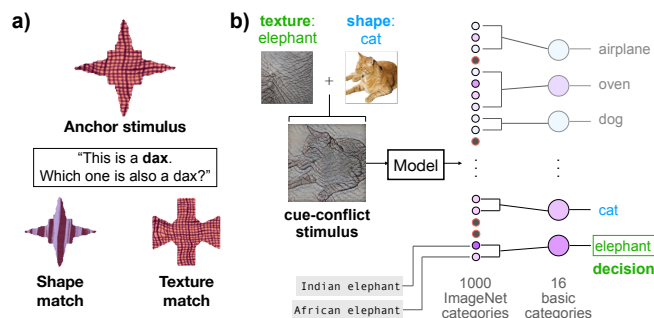 a)
Anchor stimulus
“This is a dax.
Which one is also a dax?”
Shape
match
Texture
match
b)
texture:
elephant
shape:
cat
+
cue-conflict
stimulus
Model
Indian elephant
African elephant
1000
ImageNet
categories
16
basic
categories
airplane
oven
dog
cat
elephant
decision